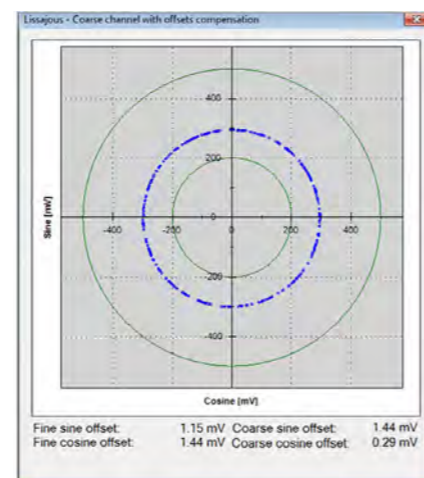 Lissajous - Coarse channel with offsets compensation
400
200
-400 -200 0 200 400
0
-200
-400
Sine [mV]
Cosine [mV]
Fine sine offset: 1.15 mV Coarse sine offset: 1.44 mV
Fine cosine offset: 1.44 mV Coarse cosine offset: 0.29 mV